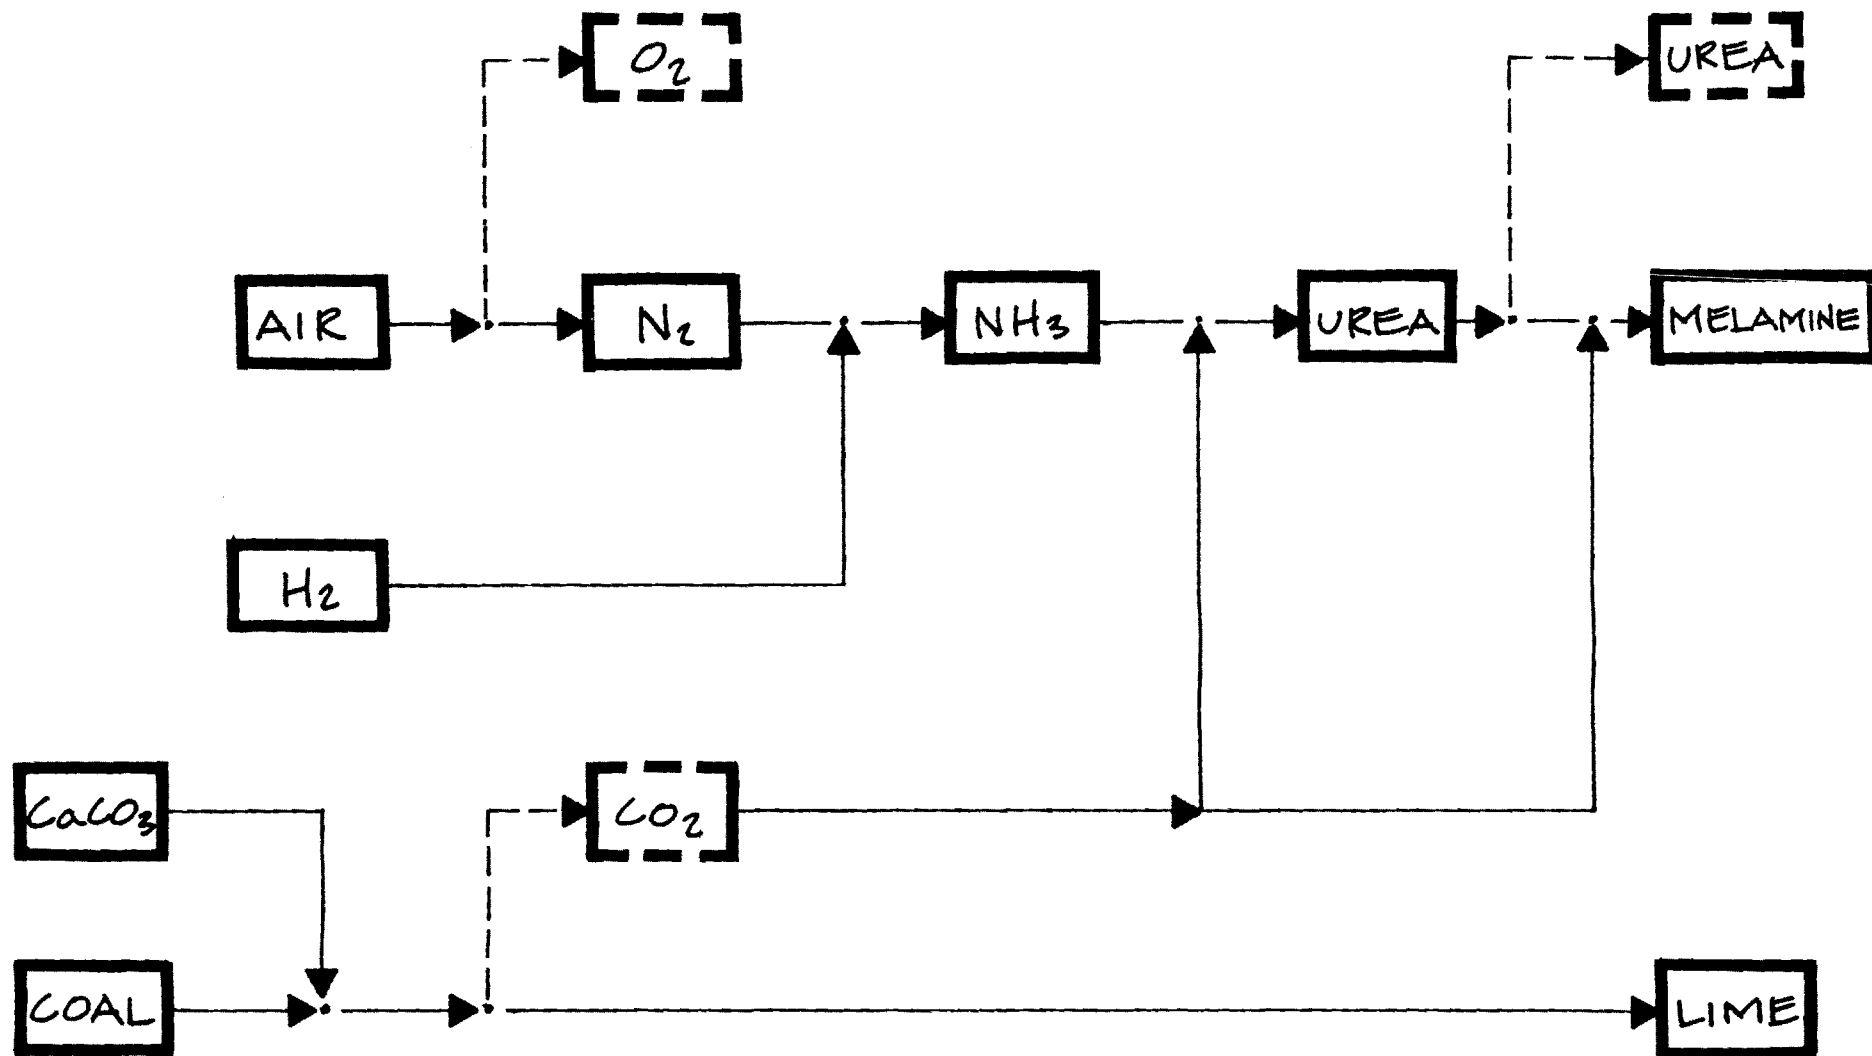 O₂
UREA
AIR
N₂
NH₃
UREA
MELAMINE
H₂
CaCO₃
CO₂
COAL
LIME